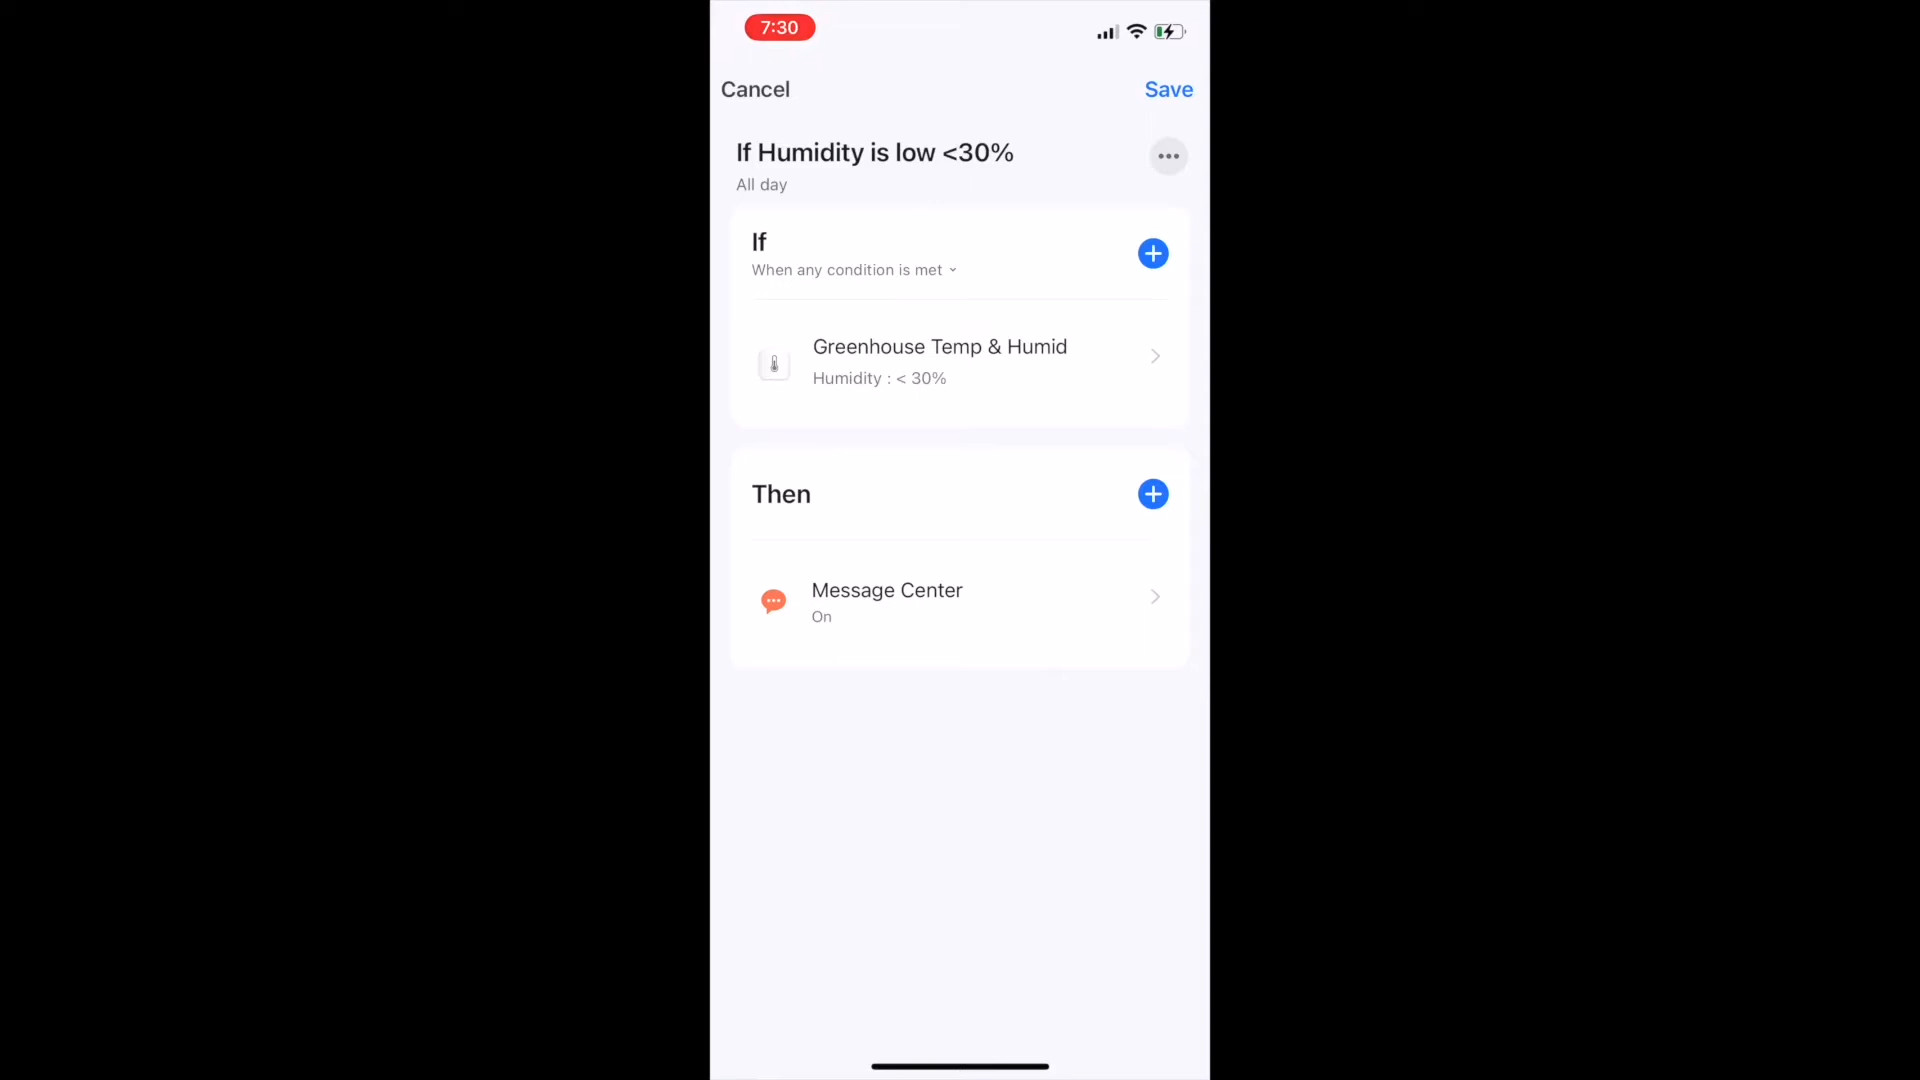 7:30
Cancel
Save
If Humidity is low <30%
All day
If
When any condition is met
Greenhouse Temp & Humid
Humidity : < 30%
Then
Message Center
On